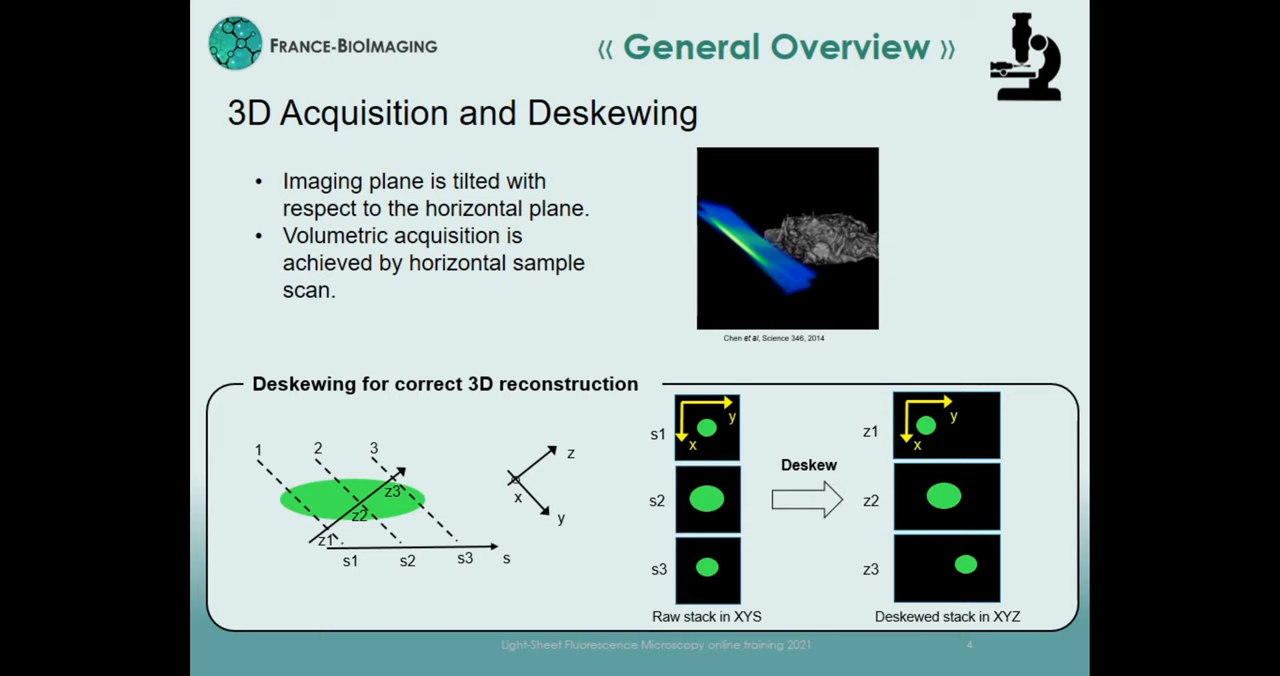 FRANCE-BIOIMAGING
⟨⟨ General Overview ⟩⟩
3D Acquisition and Deskewing
• Imaging plane is tilted with
respect to the horizontal plane.
• Volumetric acquisition is
achieved by horizontal sample
scan.
Chen et al, Science 346, 2014
Deskewing for correct 3D reconstruction
1 2 3
z3
z2
z1
s1 s2 s3 s
z
x
y
s1
y
x
s2
s3
Raw stack in XYS
Deskew
z1
y
x
z2
z3
Deskewed stack in XYZ
Light-Sheet Fluorescence Microscopy online training 2021
4